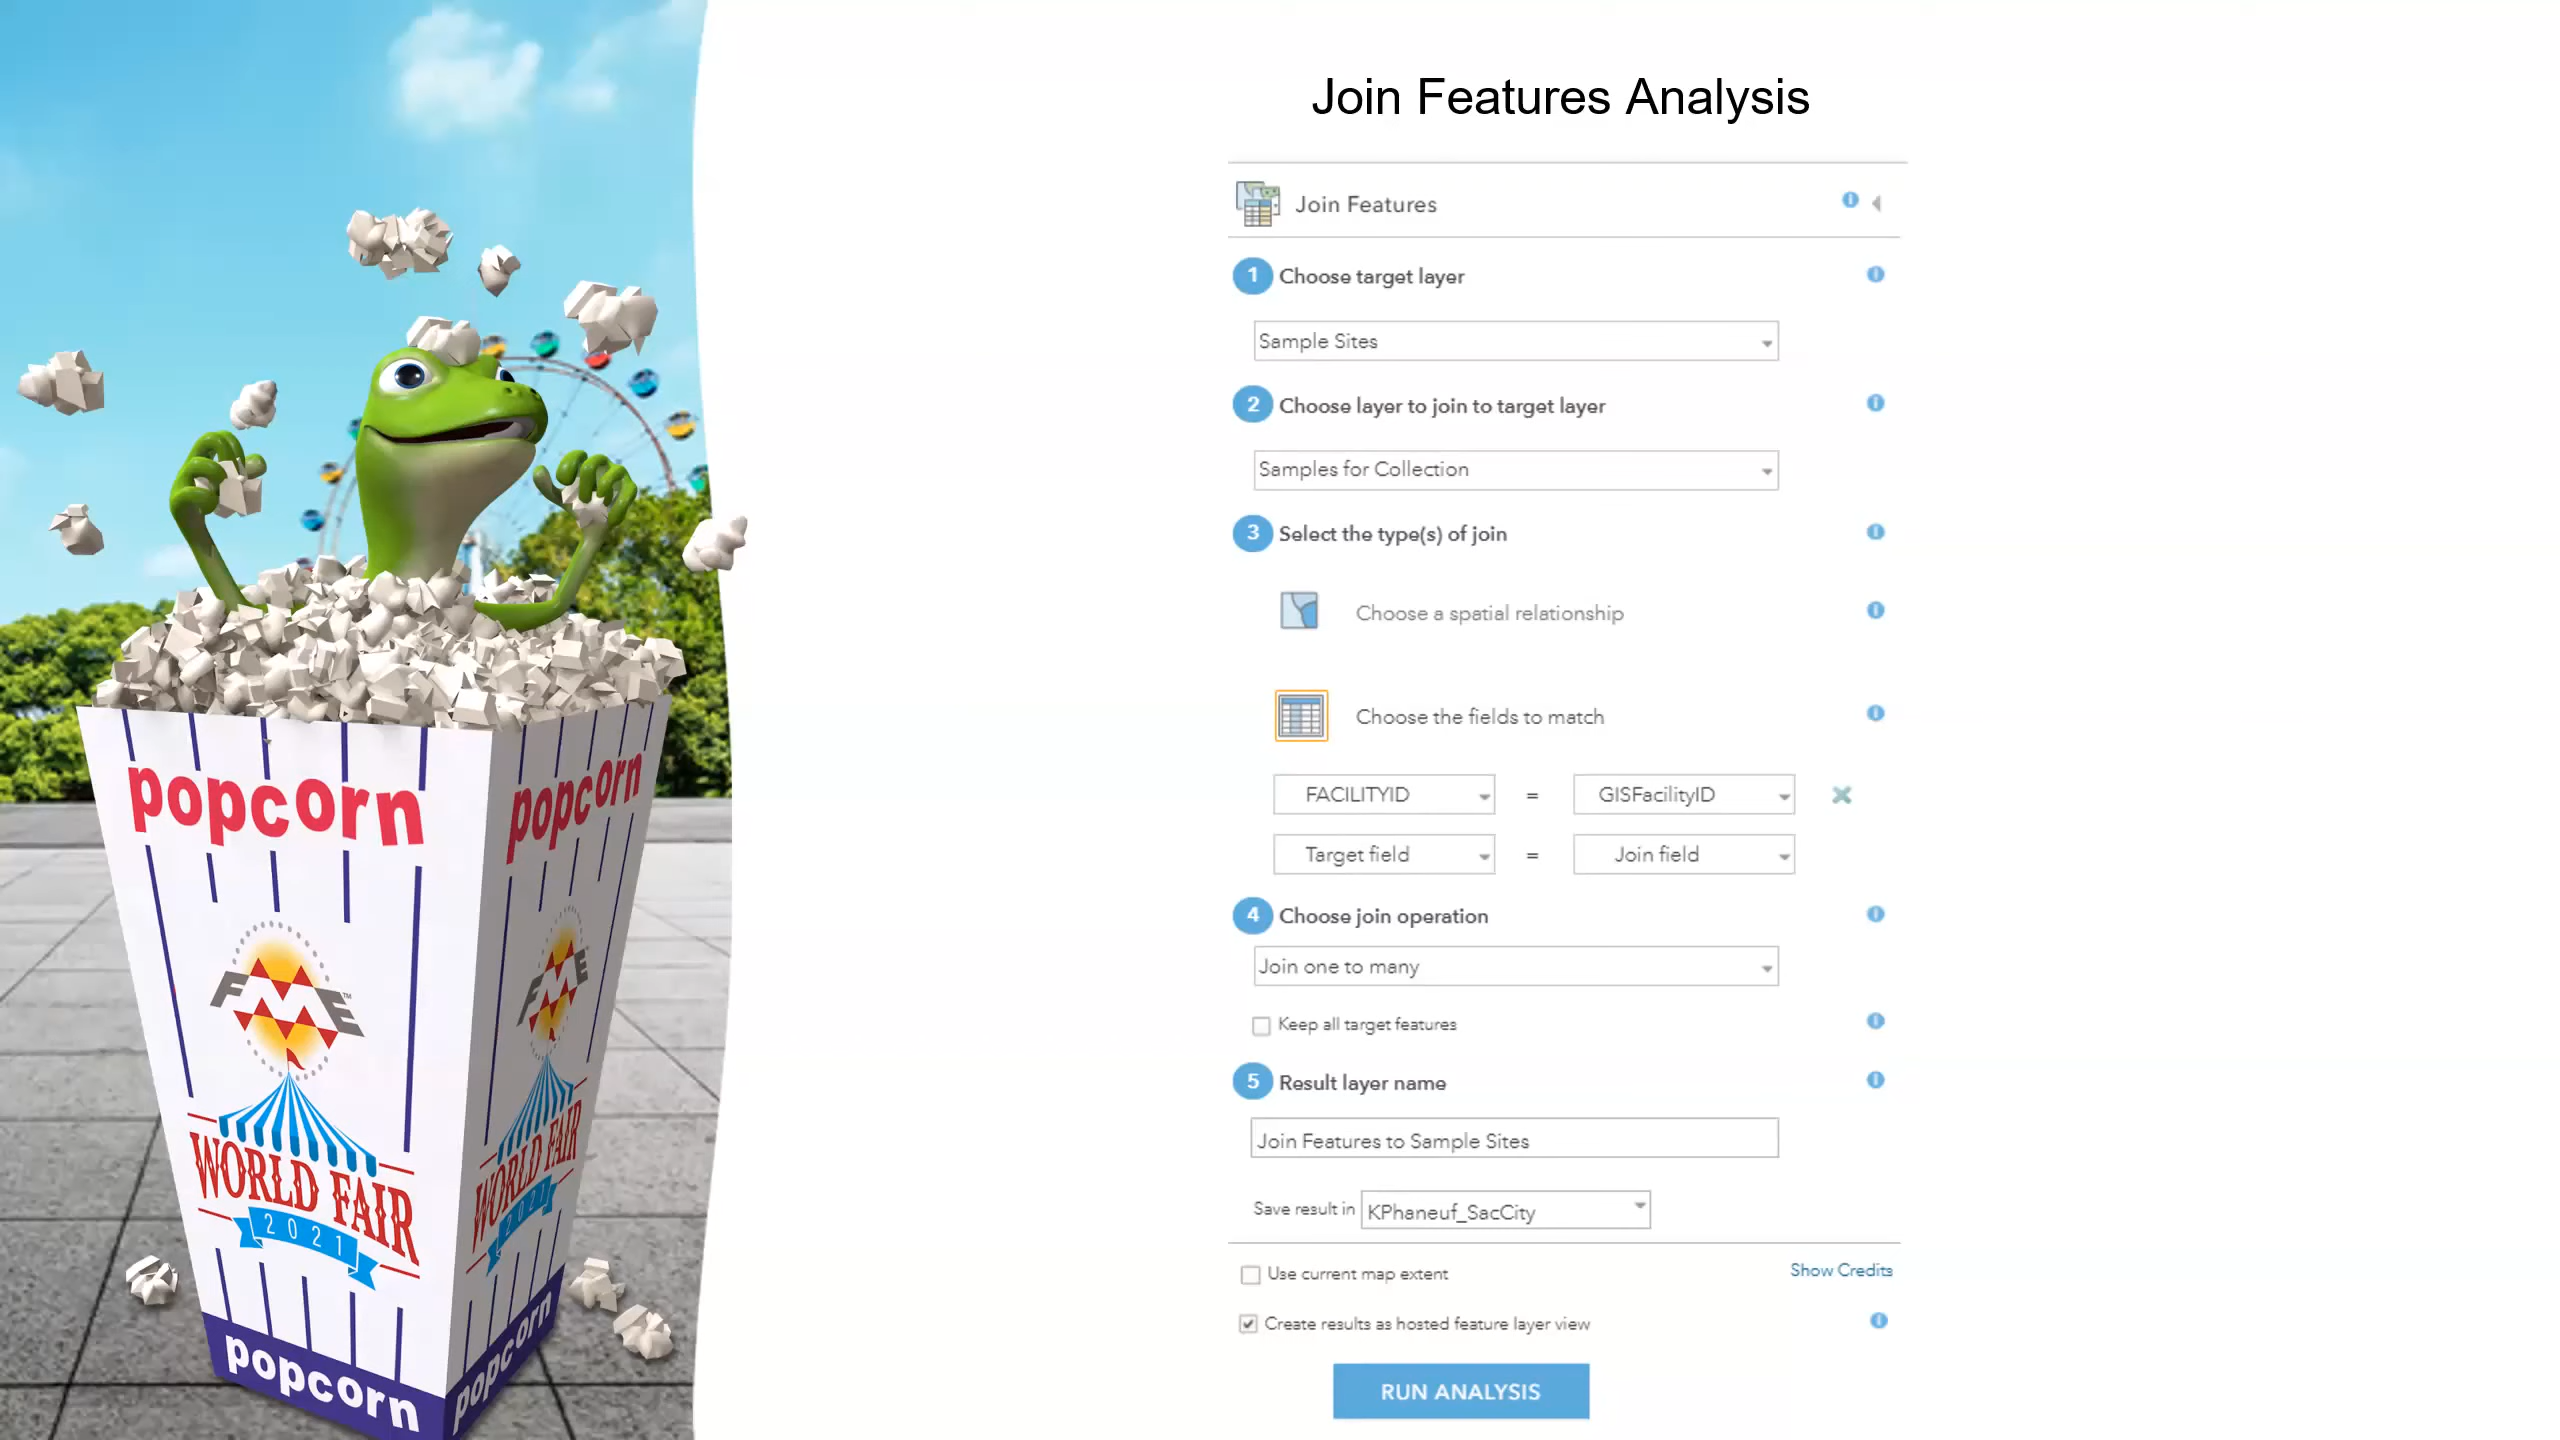 Join Features Analysis
Join Features
1 Choose target layer
Sample Sites
2 Choose layer to join to target layer
Samples for Collection
3 Select the type(s) of join
Choose a spatial relationship
Choose the fields to match
FACILITYID = GISFacilityID
Target field = Join field
4 Choose join operation
Join one to many
Keep all target features
5 Result layer name
Join Features to Sample Sites
Save result in KPhaneuf_SacCity
Use current map extent
Show Credits
Create results as hosted feature layer view
RUN ANALYSIS
popcorn
FME™
WORLD FAIR
2021
popcorn
popcorn
FME
WORLD FAIR
2021
popcorn